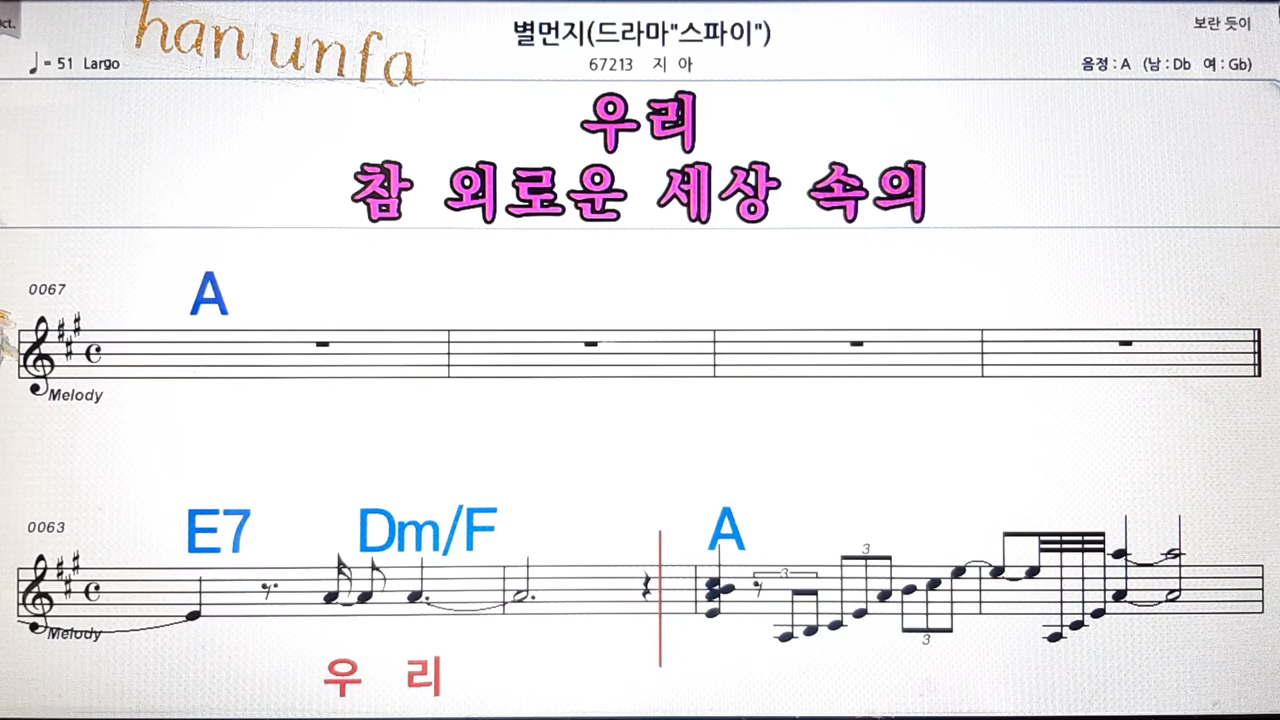 ct.
han unfa
별먼지(드라마"스파이")
보란 듯이
♩= 51 Largo
67213 지 아
음정 : A (남 : Db 여 : Gb)
우리
참 외로운 세상 속의
0067
A
Melody
0063
E7 Dm/F A
3
3
3
Melody
우 리